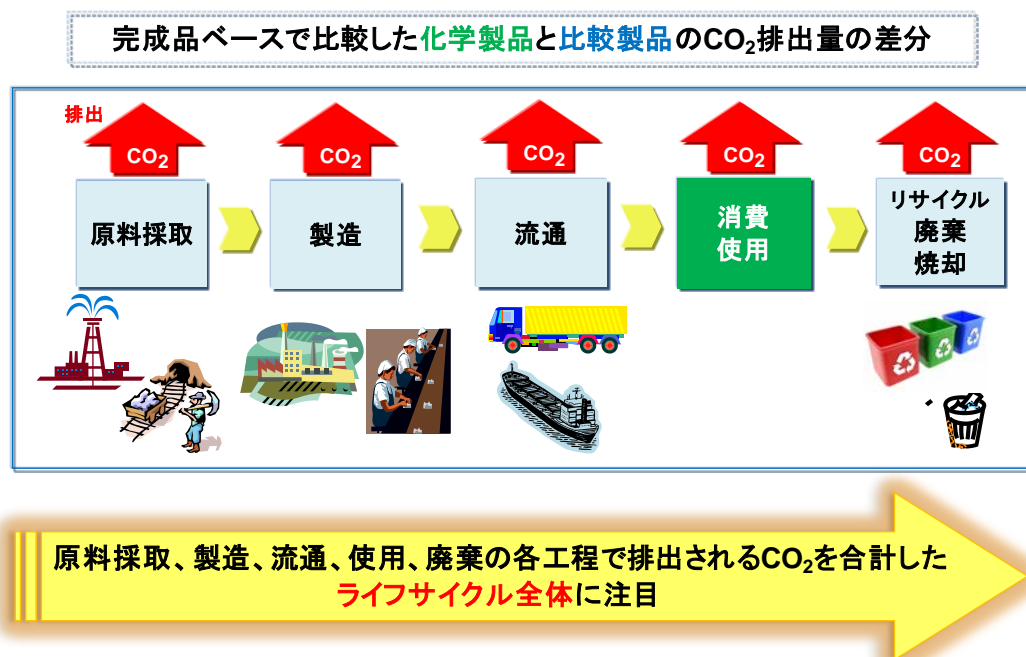 完成品ベースで比較した化学製品と比較製品のCO₂排出量の差分
排出
CO₂
CO₂
CO₂
CO₂
CO₂
原料採取
製造
流通
消費
使用
リサイクル
廃棄
焼却
原料採取、製造、流通、使用、廃棄の各工程で排出されるCO₂を合計した
ライフサイクル全体に注目